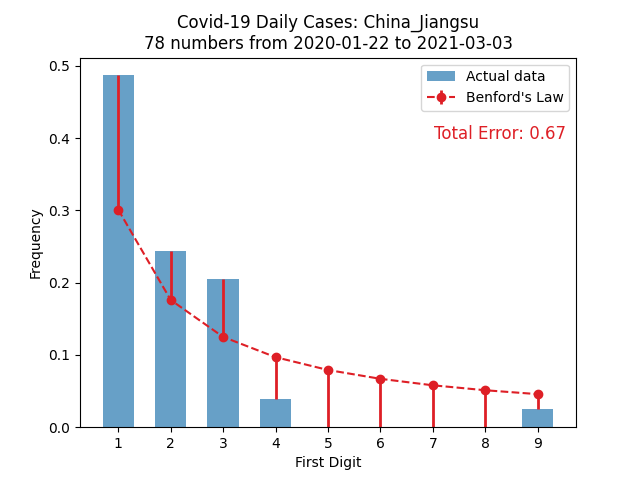 Covid-19 Daily Cases: China_Jiangsu
78 numbers from 2020-01-22 to 2021-03-03
Actual data
Benford's Law
Total Error: 0.67
Frequency
0.5
0.4
0.3
0.2
0.1
0.0
1 2 3 4 5 6 7 8 9
First Digit